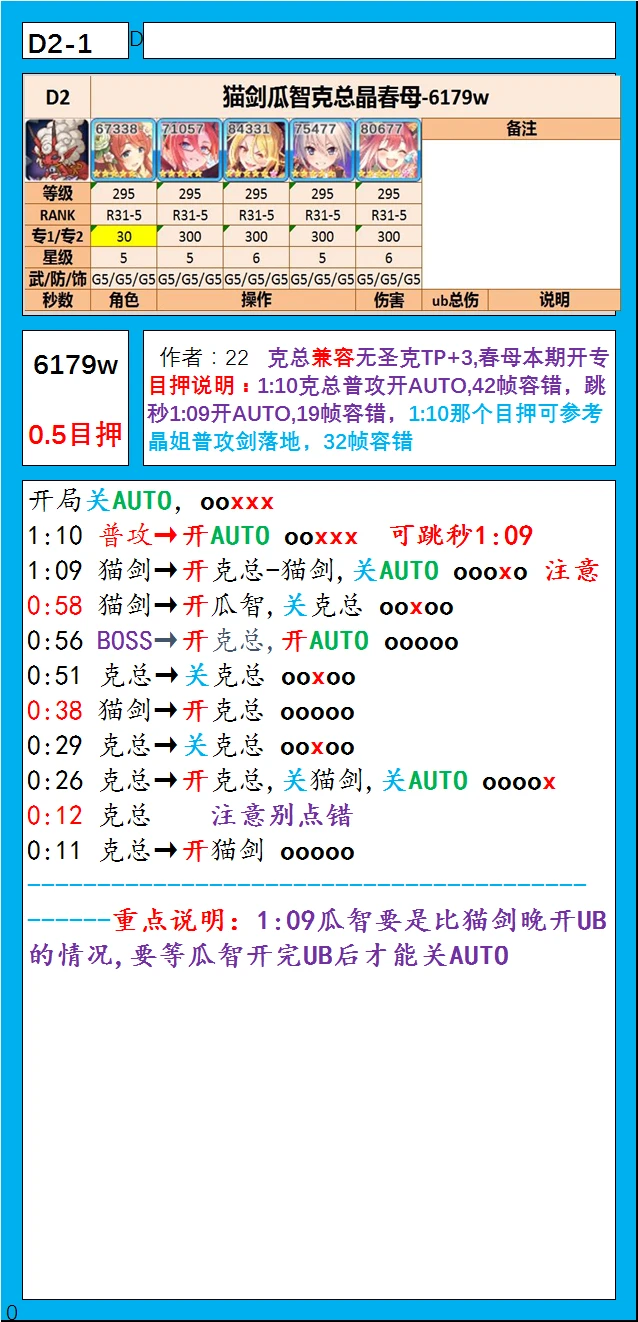 D2-1
D
D2 猫剑瓜智克总晶春母-6179w
67338 71057 84331 75477 80677 备注
等级 295 295 295 295 295
RANK R31-5 R31-5 R31-5 R31-5 R31-5
专1/专2 30 300 300 300 300
星级 5 5 6 5 6
武/防/饰 G5/G5/G5 G5/G5/G5 G5/G5/G5 G5/G5/G5 G5/G5/G5
秒数 角色 操作 伤害 ub总伤 说明
6179w
0.5目押
作者：22 克总兼容无圣克TP+3,春母本期开专
目押说明：1:10克总普攻开AUTO,42帧容错，跳
秒1:09开AUTO,19帧容错，1:10那个目押可参考
晶姐普攻剑落地，32帧容错
开局关AUTO，ooxxx
1:10 普攻→开AUTO ooxxx 可跳秒1:09
1:09 猫剑→开克总-猫剑,关AUTO oooxo 注意
0:58 猫剑→开瓜智,关克总 ooxoo
0:56 BOSS→开克总,开AUTO ooooo
0:51 克总→关克总 ooxoo
0:38 猫剑→开克总 ooooo
0:29 克总→关克总 ooxoo
0:26 克总→开克总,关猫剑,关AUTO oooox
0:12 克总 注意别点错
0:11 克总→开猫剑 ooooo
----------------------------------------
------重点说明：1:09瓜智要是比猫剑晚开UB
的情况,要等瓜智开完UB后才能关AUTO
0